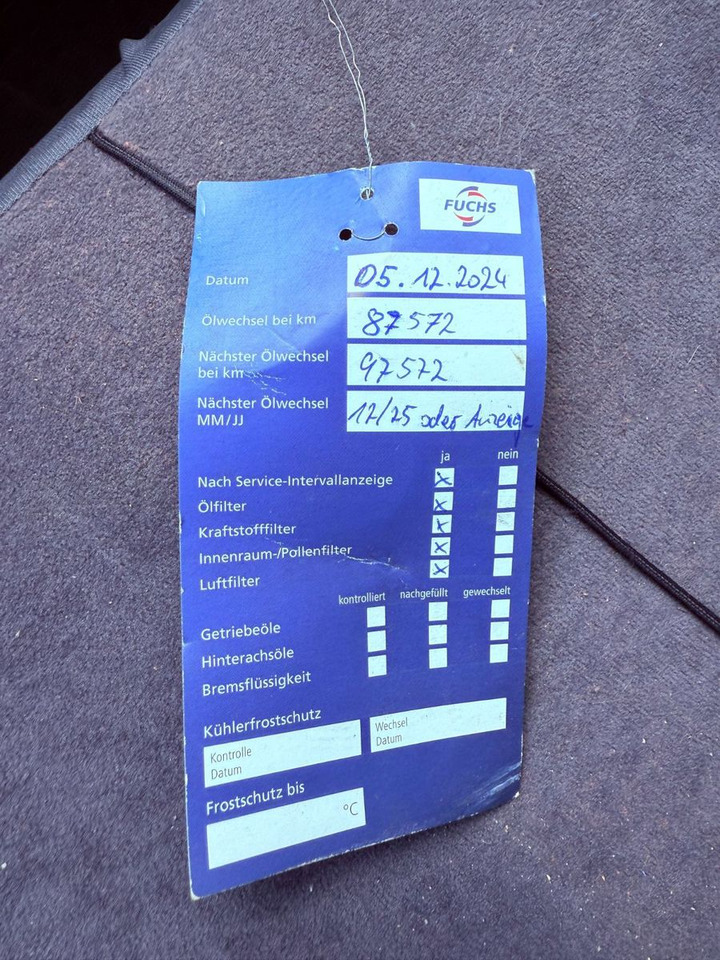 FUCHS
Datum 05.12.2024
Ölwechsel bei km 87572
Nächster Ölwechsel
bei km 97572
Nächster Ölwechsel
MM/JJ 12/25 oder Anzeige
ja nein
Nach Service-Intervallanzeige x
Ölfilter x
Kraftstofffilter x
Innenraum-/Pollenfilter x
Luftfilter x
kontrolliert nachgefüllt gewechselt
Getriebeöle
Hinterachsöle
Bremsflüssigkeit
Kühlerfrostschutz
Kontrolle Wechsel
Datum Datum
Frostschutz bis
°C